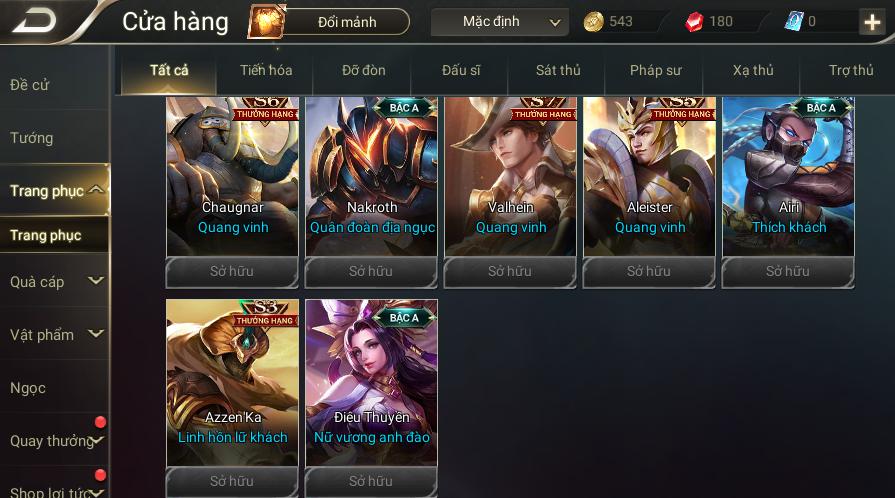 Cửa hàng
Đổi mảnh
Mặc định
543
180
0
Đề cử
Tướng
Trang phục
Trang phục
Quà cáp
Vật phẩm
Ngọc
Quay thưởng
Shop lợi tức
Tất cả
Tiến hóa
Đỡ đòn
Đấu sĩ
Sát thủ
Pháp sư
Xạ thủ
Trợ thủ
S6
THƯỞNG HẠNG
Chaugnar
Quang vinh
Sở hữu
BẬC A
Nakroth
Quân đoàn địa ngục
Sở hữu
S7
THƯỞNG HẠNG
Valhein
Quang vinh
Sở hữu
S5
THƯỞNG HẠNG
Aleister
Quang vinh
Sở hữu
BẬC A
Airi
Thích khách
Sở hữu
S3
THƯỞNG HẠNG
Azzen'Ka
Linh hồn lữ khách
Sở hữu
BẬC A
Điêu Thuyền
Nữ vương anh đào
Sở hữu